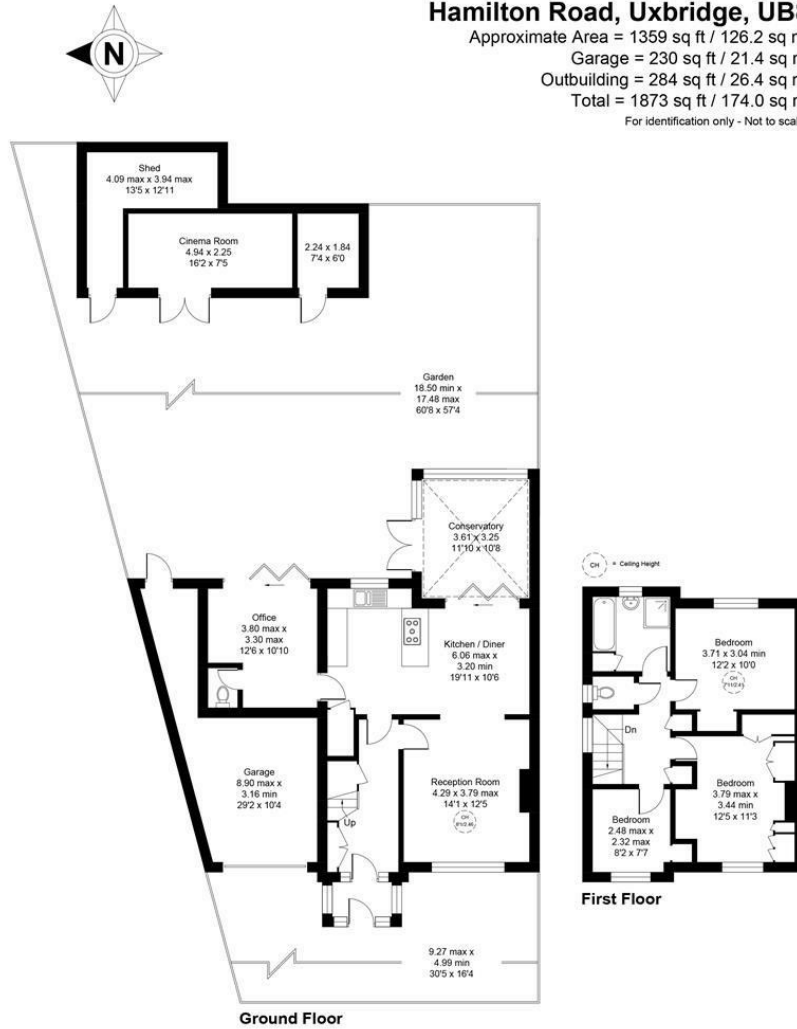 Hamilton Road, Uxbridge, UB8
Approximate Area = 1359 sq ft / 126.2 sq m
Garage = 230 sq ft / 21.4 sq m
Outbuilding = 284 sq ft / 26.4 sq m
Total = 1873 sq ft / 174.0 sq m
For identification only - Not to scale
N
Shed
4.09 max x 3.94 max
13'5 x 12'11
Cinema Room
4.94 x 2.25
16'2 x 7'5
2.24 x 1.84
7'4 x 6'0
Garden
18.50 min x
17.48 max
60'8 x 57'4
Conservatory
3.61 x 3.25
11'10 x 10'8
CH = Ceiling Height
Office
3.80 max x
3.30 max
12'6 x 10'10
Kitchen / Diner
6.06 max x
3.20 min
19'11 x 10'6
Bedroom
3.71 x 3.04 min
12'2 x 10'0
CH
Dn
Garage
8.90 max x
3.16 min
29'2 x 10'4
Reception Room
4.29 x 3.79 max
14'1 x 12'5
CH
Up
Bedroom
3.79 max x
3.44 min
12'5 x 11'3
Bedroom
2.48 max x
2.32 max
8'2 x 7'7
First Floor
9.27 max x
4.99 min
30'5 x 16'4
Ground Floor